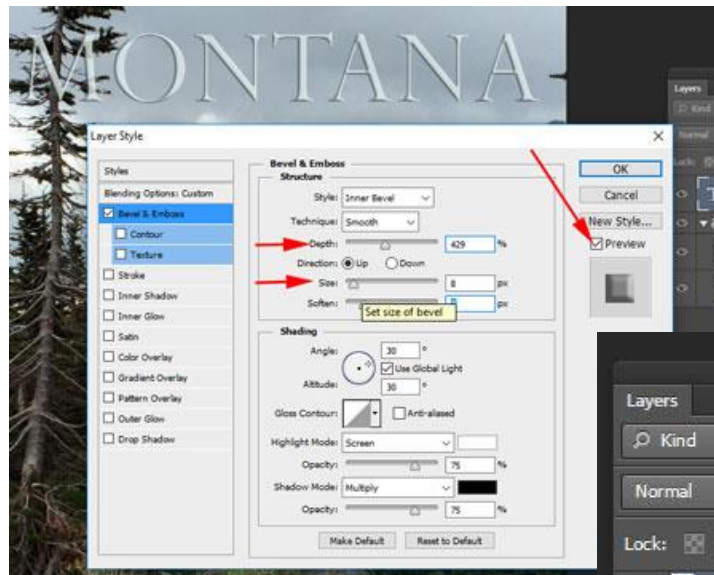 MONTANA
Layer Style
Styles
Blending Options: Custom
Bevel & Emboss
Contour
Texture
Stroke
Inner Shadow
Inner Glow
Satin
Color Overlay
Gradient Overlay
Pattern Overlay
Outer Glow
Drop Shadow
Bevel & Emboss
Structure
Style: Inner Bevel
Technique: Smooth
Depth: 429 %
Direction: Up Down
Size: 8 px
Soften: px
Set size of bevel
Shading
Angle: 30 °
Use Global Light
Altitude: 30 °
Gloss Contour: Anti-aliased
Highlight Mode: Screen
Opacity: 75 %
Shadow Mode: Multiply
Opacity: 75 %
Make Default Reset to Default
OK
Cancel
New Style...
Preview
Layers
Kind
Normal
Lock:
Layers
Kind
Normal
Lock: